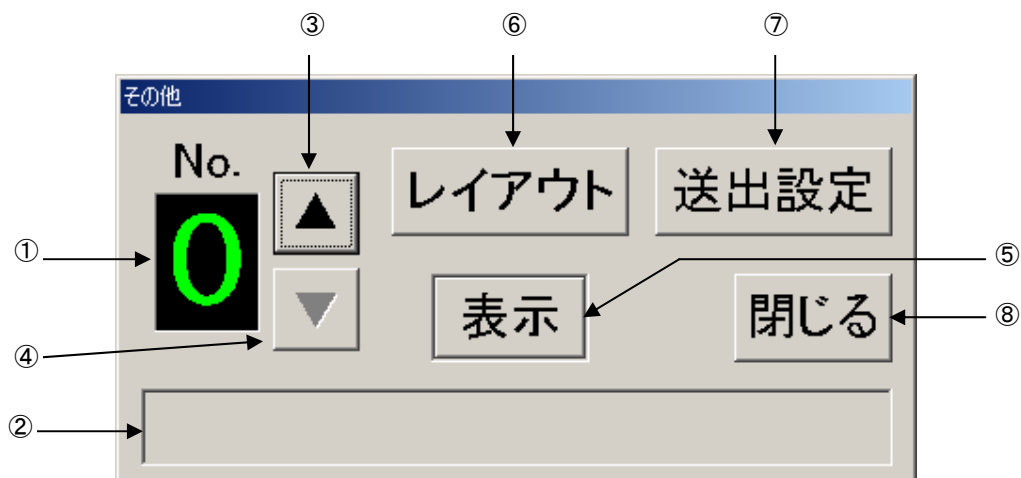 ③ ⑥ ⑦
その他
No.
レイアウト 送出設定
▲
① 0
⑤
▼ 表示 閉じる ⑧
④
②